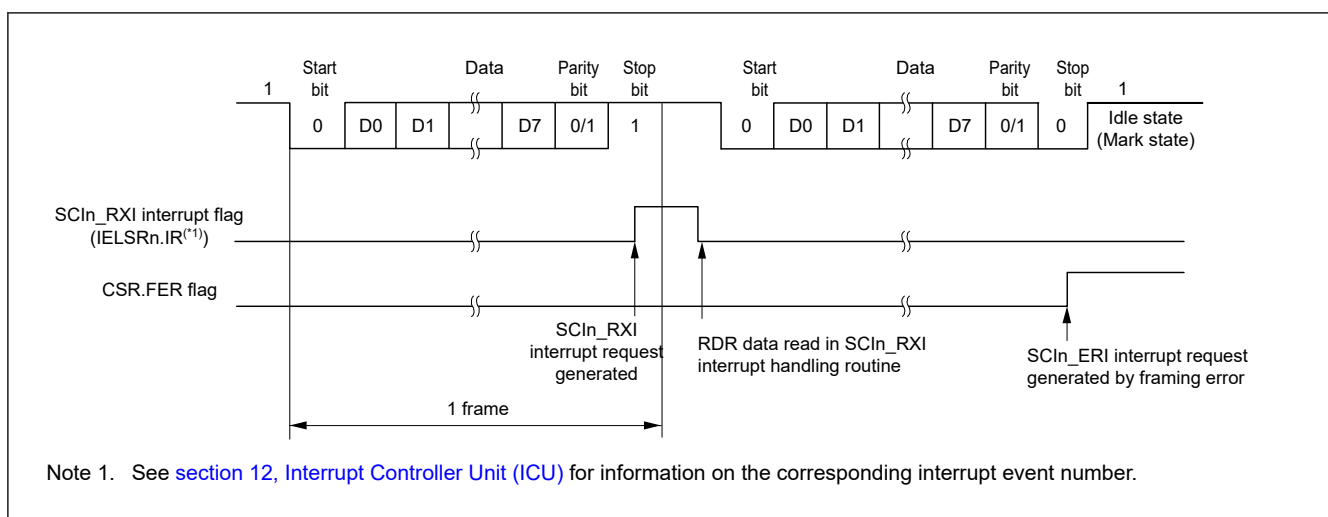 Start Data Parity Stop Start Data Parity Stop
1 bit bit bit bit bit bit 1
0 D0 D1 D7 0/1 1 0 D0 D1 D7 0/1 0 Idle state
(Mark state)
SCIn_RXI interrupt flag
(IELSRn.IR(*1))
CSR.FER flag
SCIn_RXI
interrupt request
generated
RDR data read in SCIn_RXI
interrupt handling routine
SCIn_ERI interrupt request
generated by framing error
1 frame
Note 1. See section 12, Interrupt Controller Unit (ICU) for information on the corresponding interrupt event number.